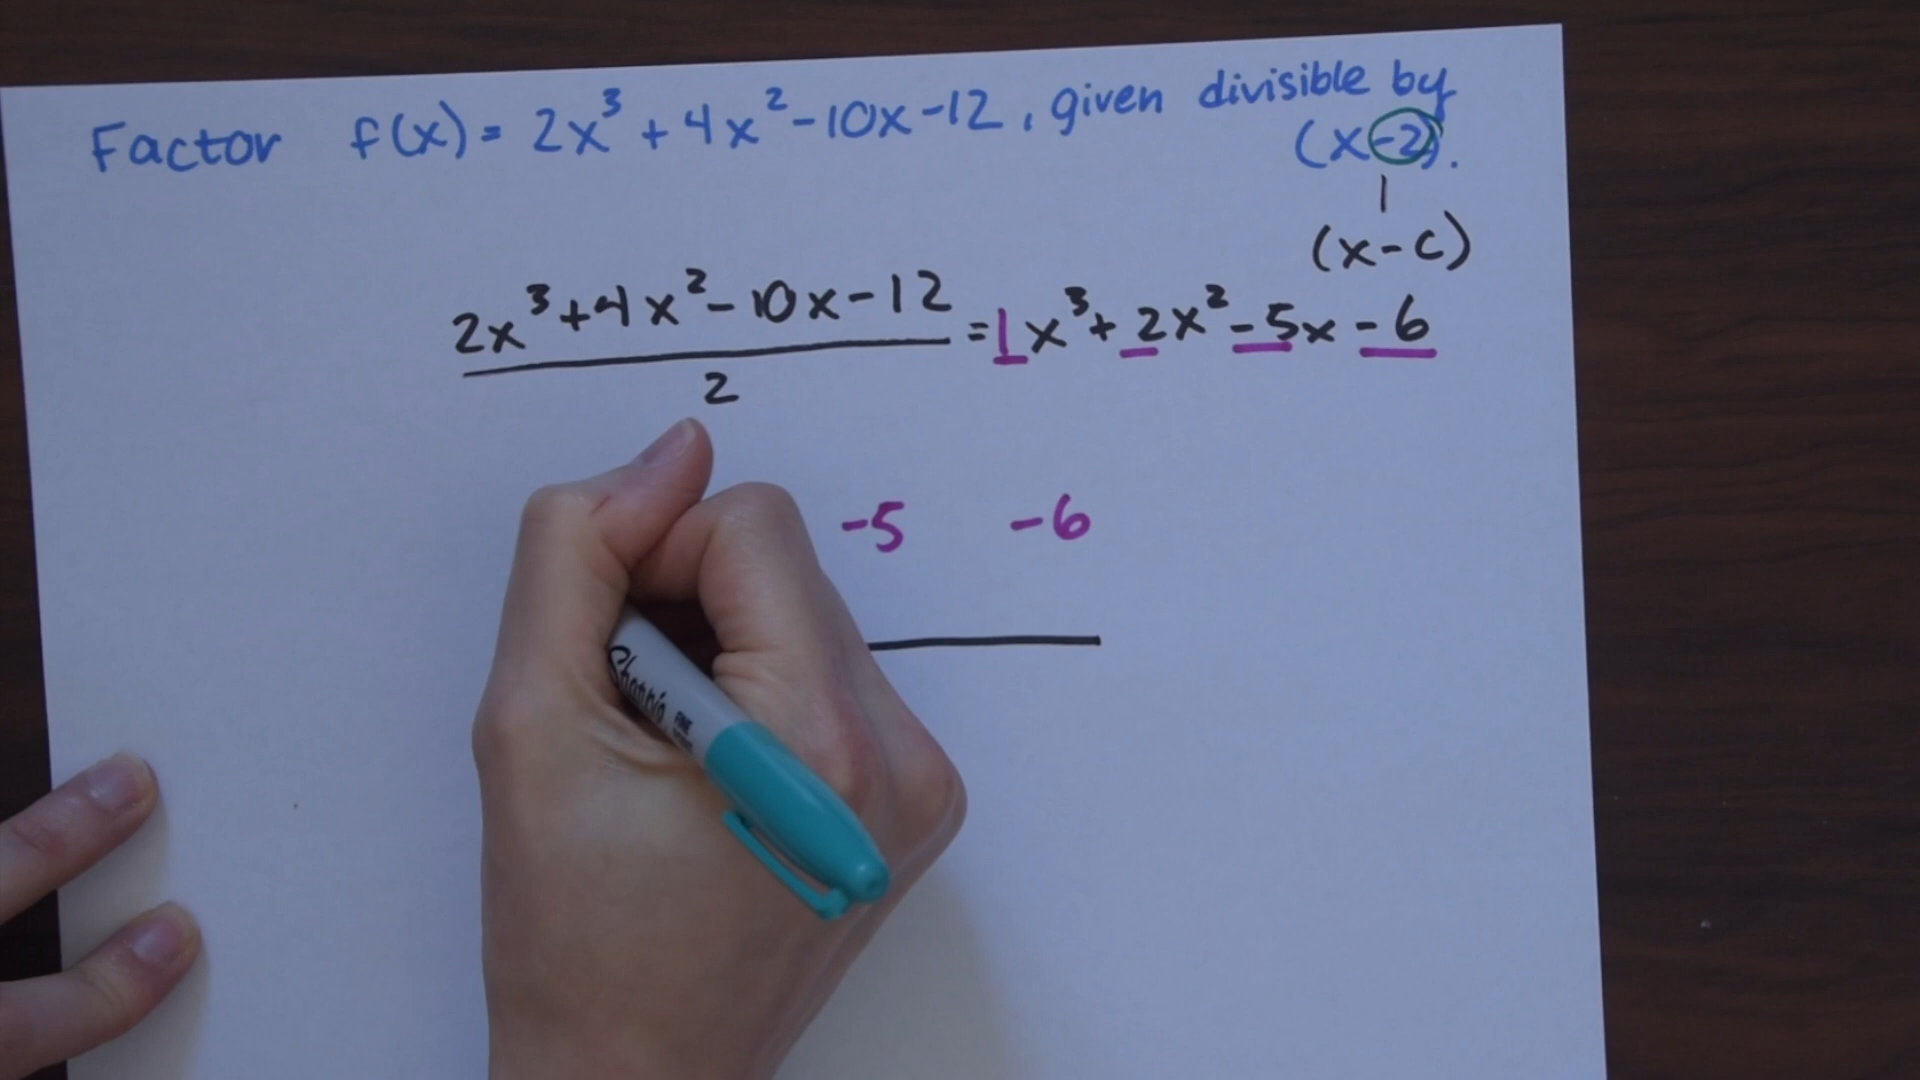 Factor f(x) = 2x³ + 4x² - 10x - 12, given divisible by
(x - 2).
(x - c)
2x³ + 4x² - 10x - 12 = 1x³ + 2x² - 5x - 6
2
-5 -6
Sharpie
FINE